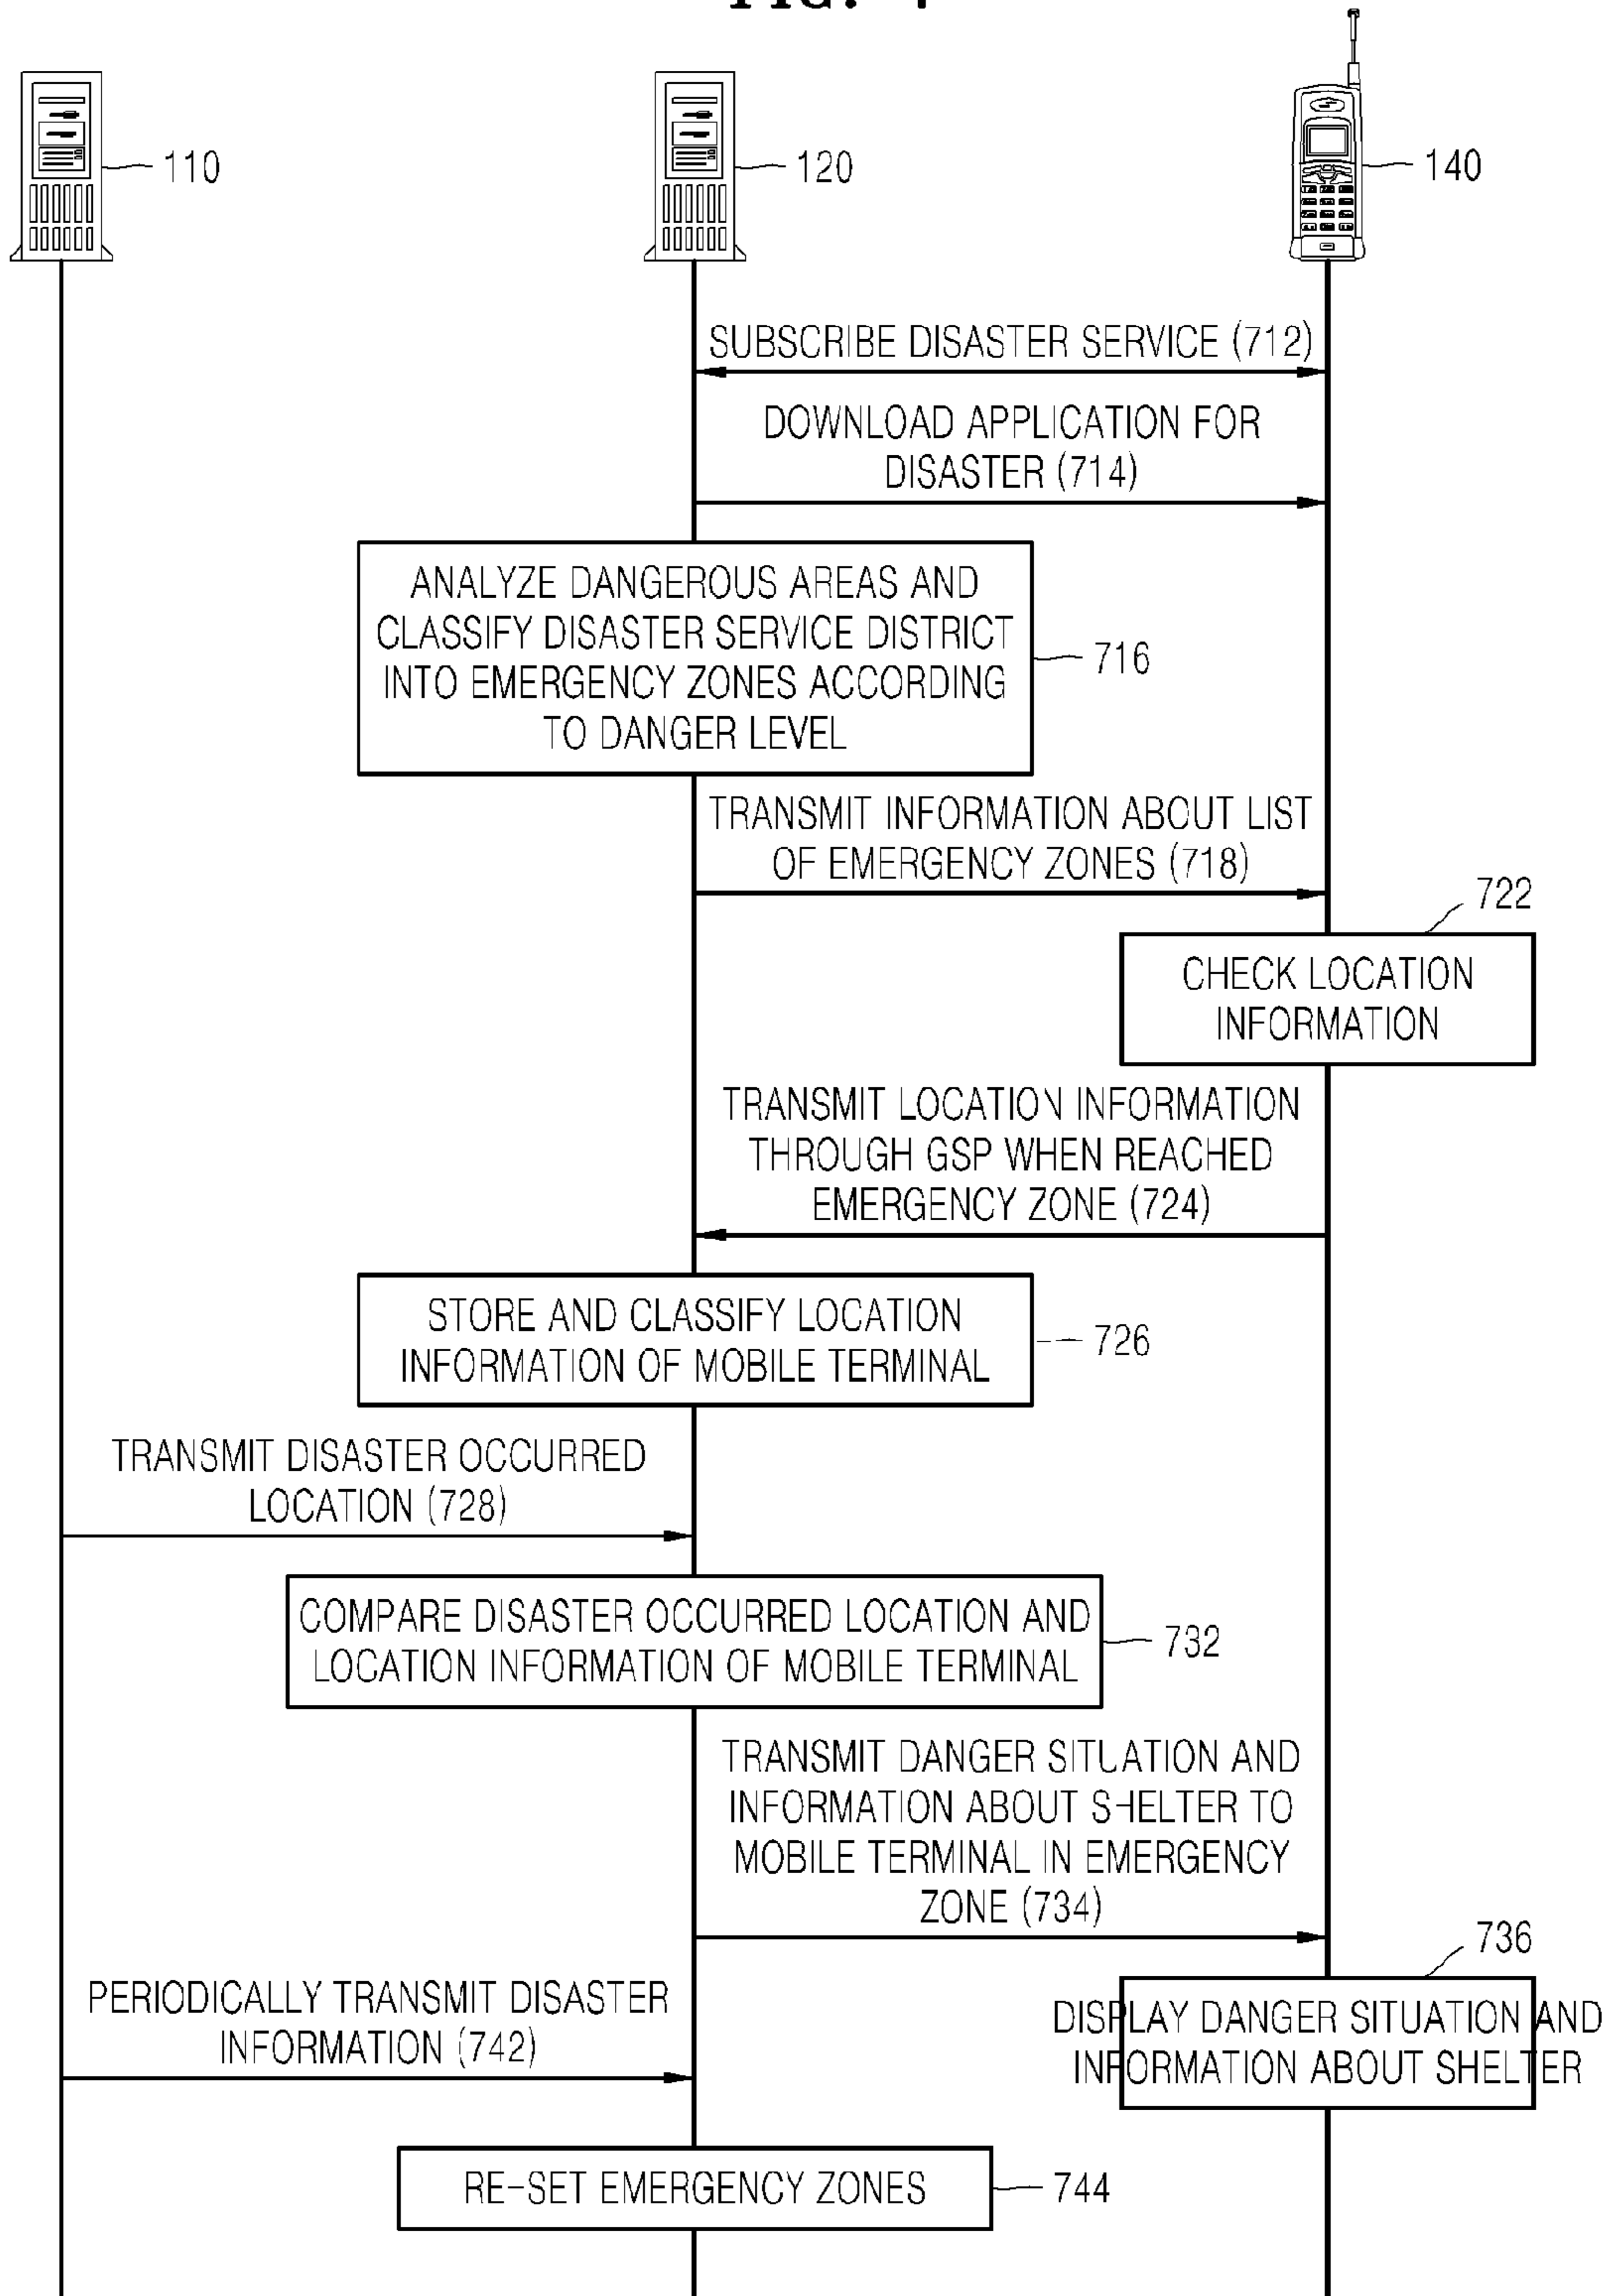 110
120
140
SUBSCRIBE DISASTER SERVICE (712)
DOWNLOAD APPLICATION FOR
DISASTER (714)
ANALYZE DANGEROUS AREAS AND
CLASSIFY DISASTER SERVICE DISTRICT
INTO EMERGENCY ZONES ACCORDING
TO DANGER LEVEL
716
TRANSMIT INFORMATION ABOUT LIST
OF EMERGENCY ZONES (718)
722
CHECK LOCATION
INFORMATION
TRANSMIT LOCATION INFORMATION
THROUGH GSP WHEN REACHED
EMERGENCY ZONE (724)
STORE AND CLASSIFY LOCATION
INFORMATION OF MOBILE TERMINAL
726
TRANSMIT DISASTER OCCURRED
LOCATION (728)
COMPARE DISASTER OCCURRED LOCATION AND
LOCATION INFORMATION OF MOBILE TERMINAL
732
TRANSMIT DANGER SITUATION AND
INFORMATION ABOUT SHELTER TO
MOBILE TERMINAL IN EMERGENCY
ZONE (734)
736
DISPLAY DANGER SITUATION AND
INFORMATION ABOUT SHELTER
PERIODICALLY TRANSMIT DISASTER
INFORMATION (742)
RE-SET EMERGENCY ZONES
744